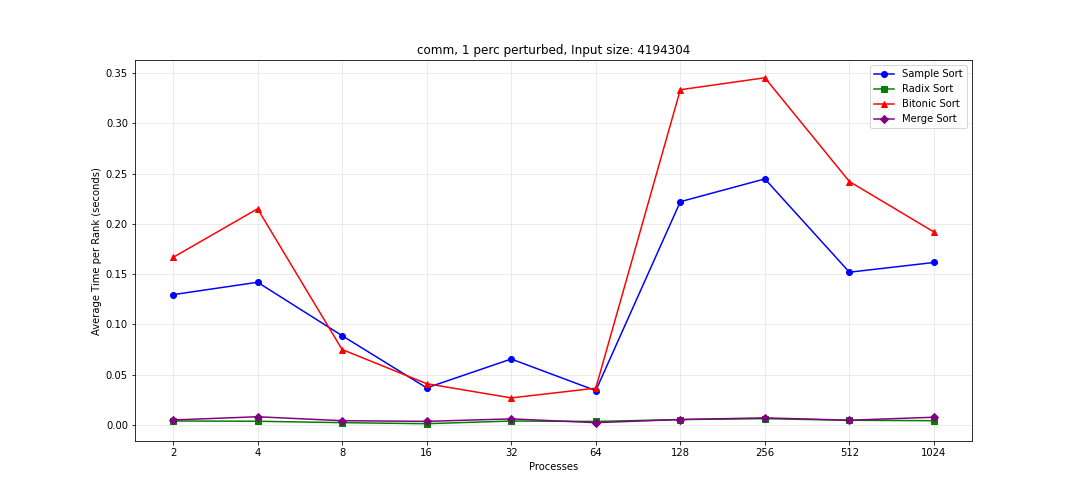 comm, 1 perc perturbed, Input size: 4194304
Sample Sort
Radix Sort
Bitonic Sort
Merge Sort
Average Time per Rank (seconds)
0.35
0.30
0.25
0.20
0.15
0.10
0.05
0.00
2 4 8 16 32 64 128 256 512 1024
Processes